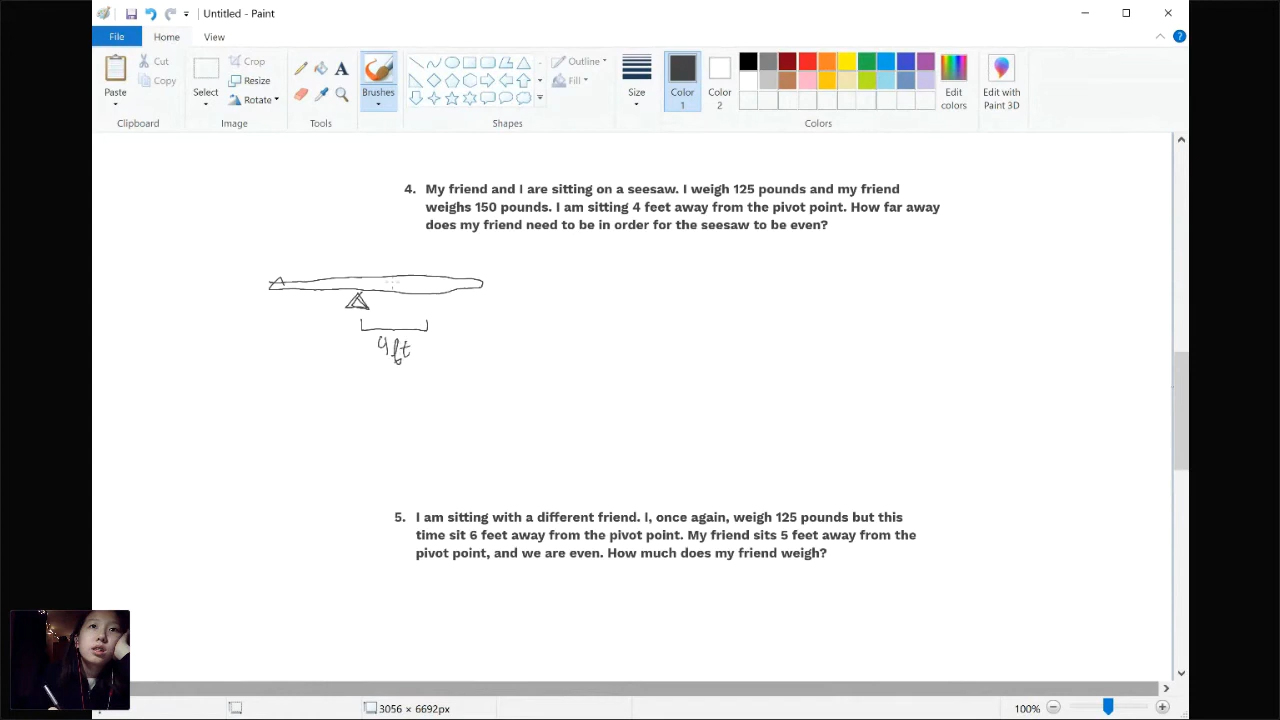 Untitled - Paint
File
Home
View
Paste
Cut
Copy
Clipboard
Select
Crop
Resize
Rotate
Image
Tools
Brushes
Outline
Fill
Shapes
Size
Color
1
Color
2
Edit
colors
Edit with
Paint 3D
Colors
4. My friend and I are sitting on a seesaw. I weigh 125 pounds and my friend
weighs 150 pounds. I am sitting 4 feet away from the pivot point. How far away
does my friend need to be in order for the seesaw to be even?
4ft
5. I am sitting with a different friend. I, once again, weigh 125 pounds but this
time sit 6 feet away from the pivot point. My friend sits 5 feet away from the
pivot point, and we are even. How much does my friend weigh?
3056 × 6692px
100%